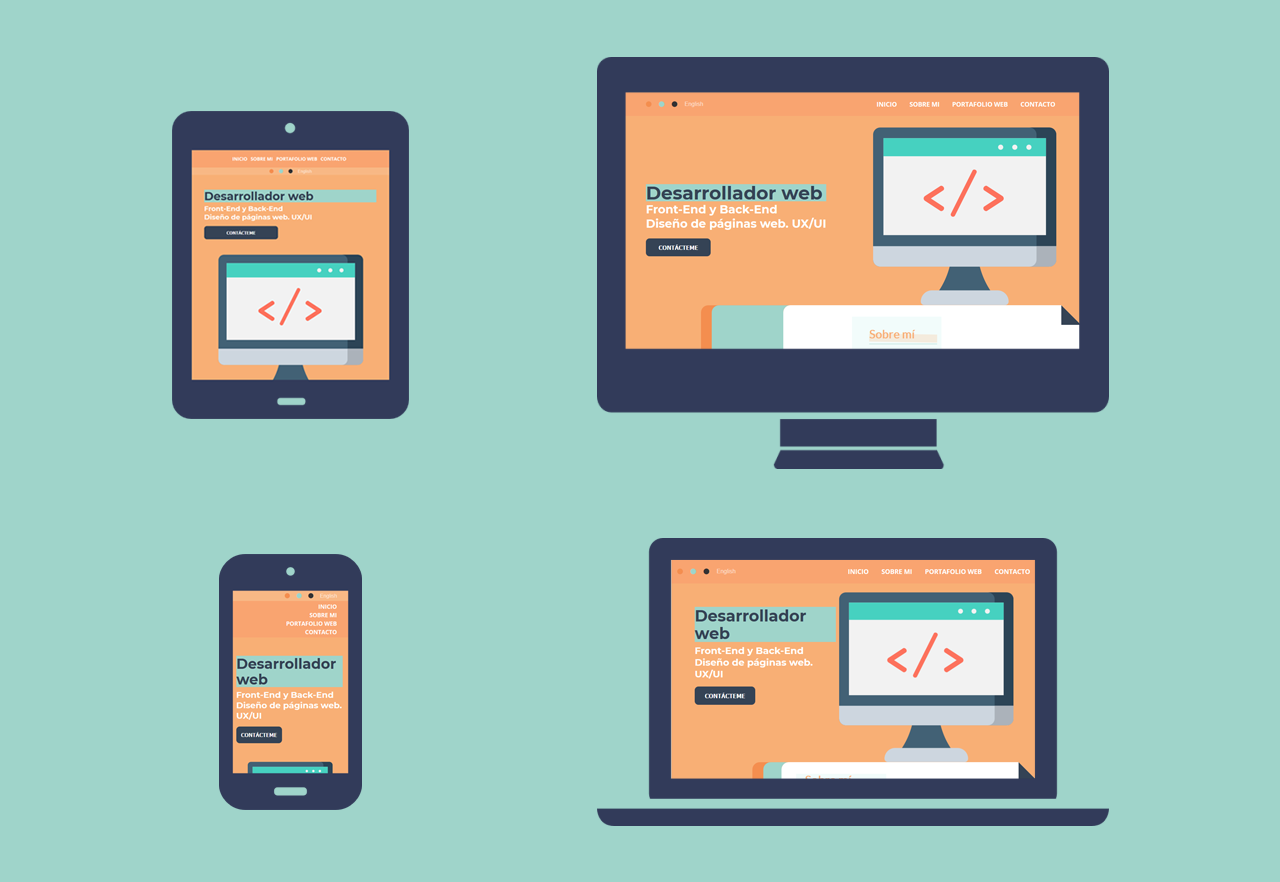 INICIO SOBRE MI PORTAFOLIO WEB CONTACTO
English
Desarrollador web
Front-End y Back-End
Diseño de páginas web. UX/UI
CONTÁCTEME
</>
English INICIO SOBRE MI PORTAFOLIO WEB CONTACTO
Desarrollador web
Front-End y Back-End
Diseño de páginas web. UX/UI
CONTÁCTEME
</>
Sobre mí
English
INICIO
SOBRE MI
PORTAFOLIO WEB
CONTACTO
Desarrollador
web
Front-End y Back-End
Diseño de páginas web.
UX/UI
CONTÁCTEME
English INICIO SOBRE MI PORTAFOLIO WEB CONTACTO
Desarrollador
web
Front-End y Back-End
Diseño de páginas web.
UX/UI
CONTÁCTEME
</>
Sobre mí